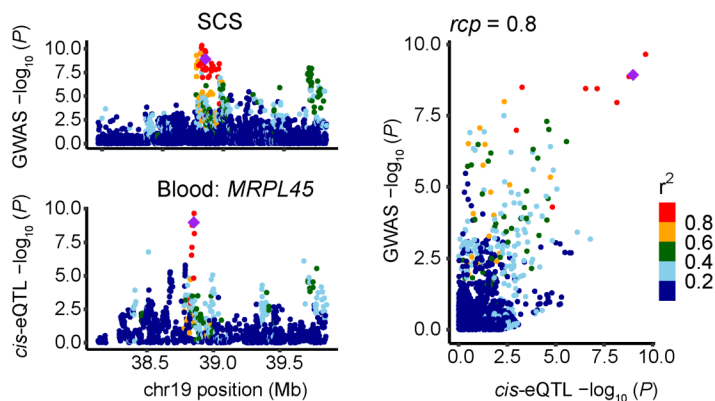 SCS
GWAS −log10 (P)
10.0
7.5
5.0
2.5
0.0
Blood: MRPL45
cis-eQTL −log10 (P)
10.0
7.5
5.0
2.5
0.0
38.5 39.0 39.5
chr19 position (Mb)
rcp = 0.8
GWAS −log10 (P)
10.0
7.5
5.0
2.5
0.0
0.0 2.5 5.0 7.5 10.0
cis-eQTL −log10 (P)
r2
0.8
0.6
0.4
0.2